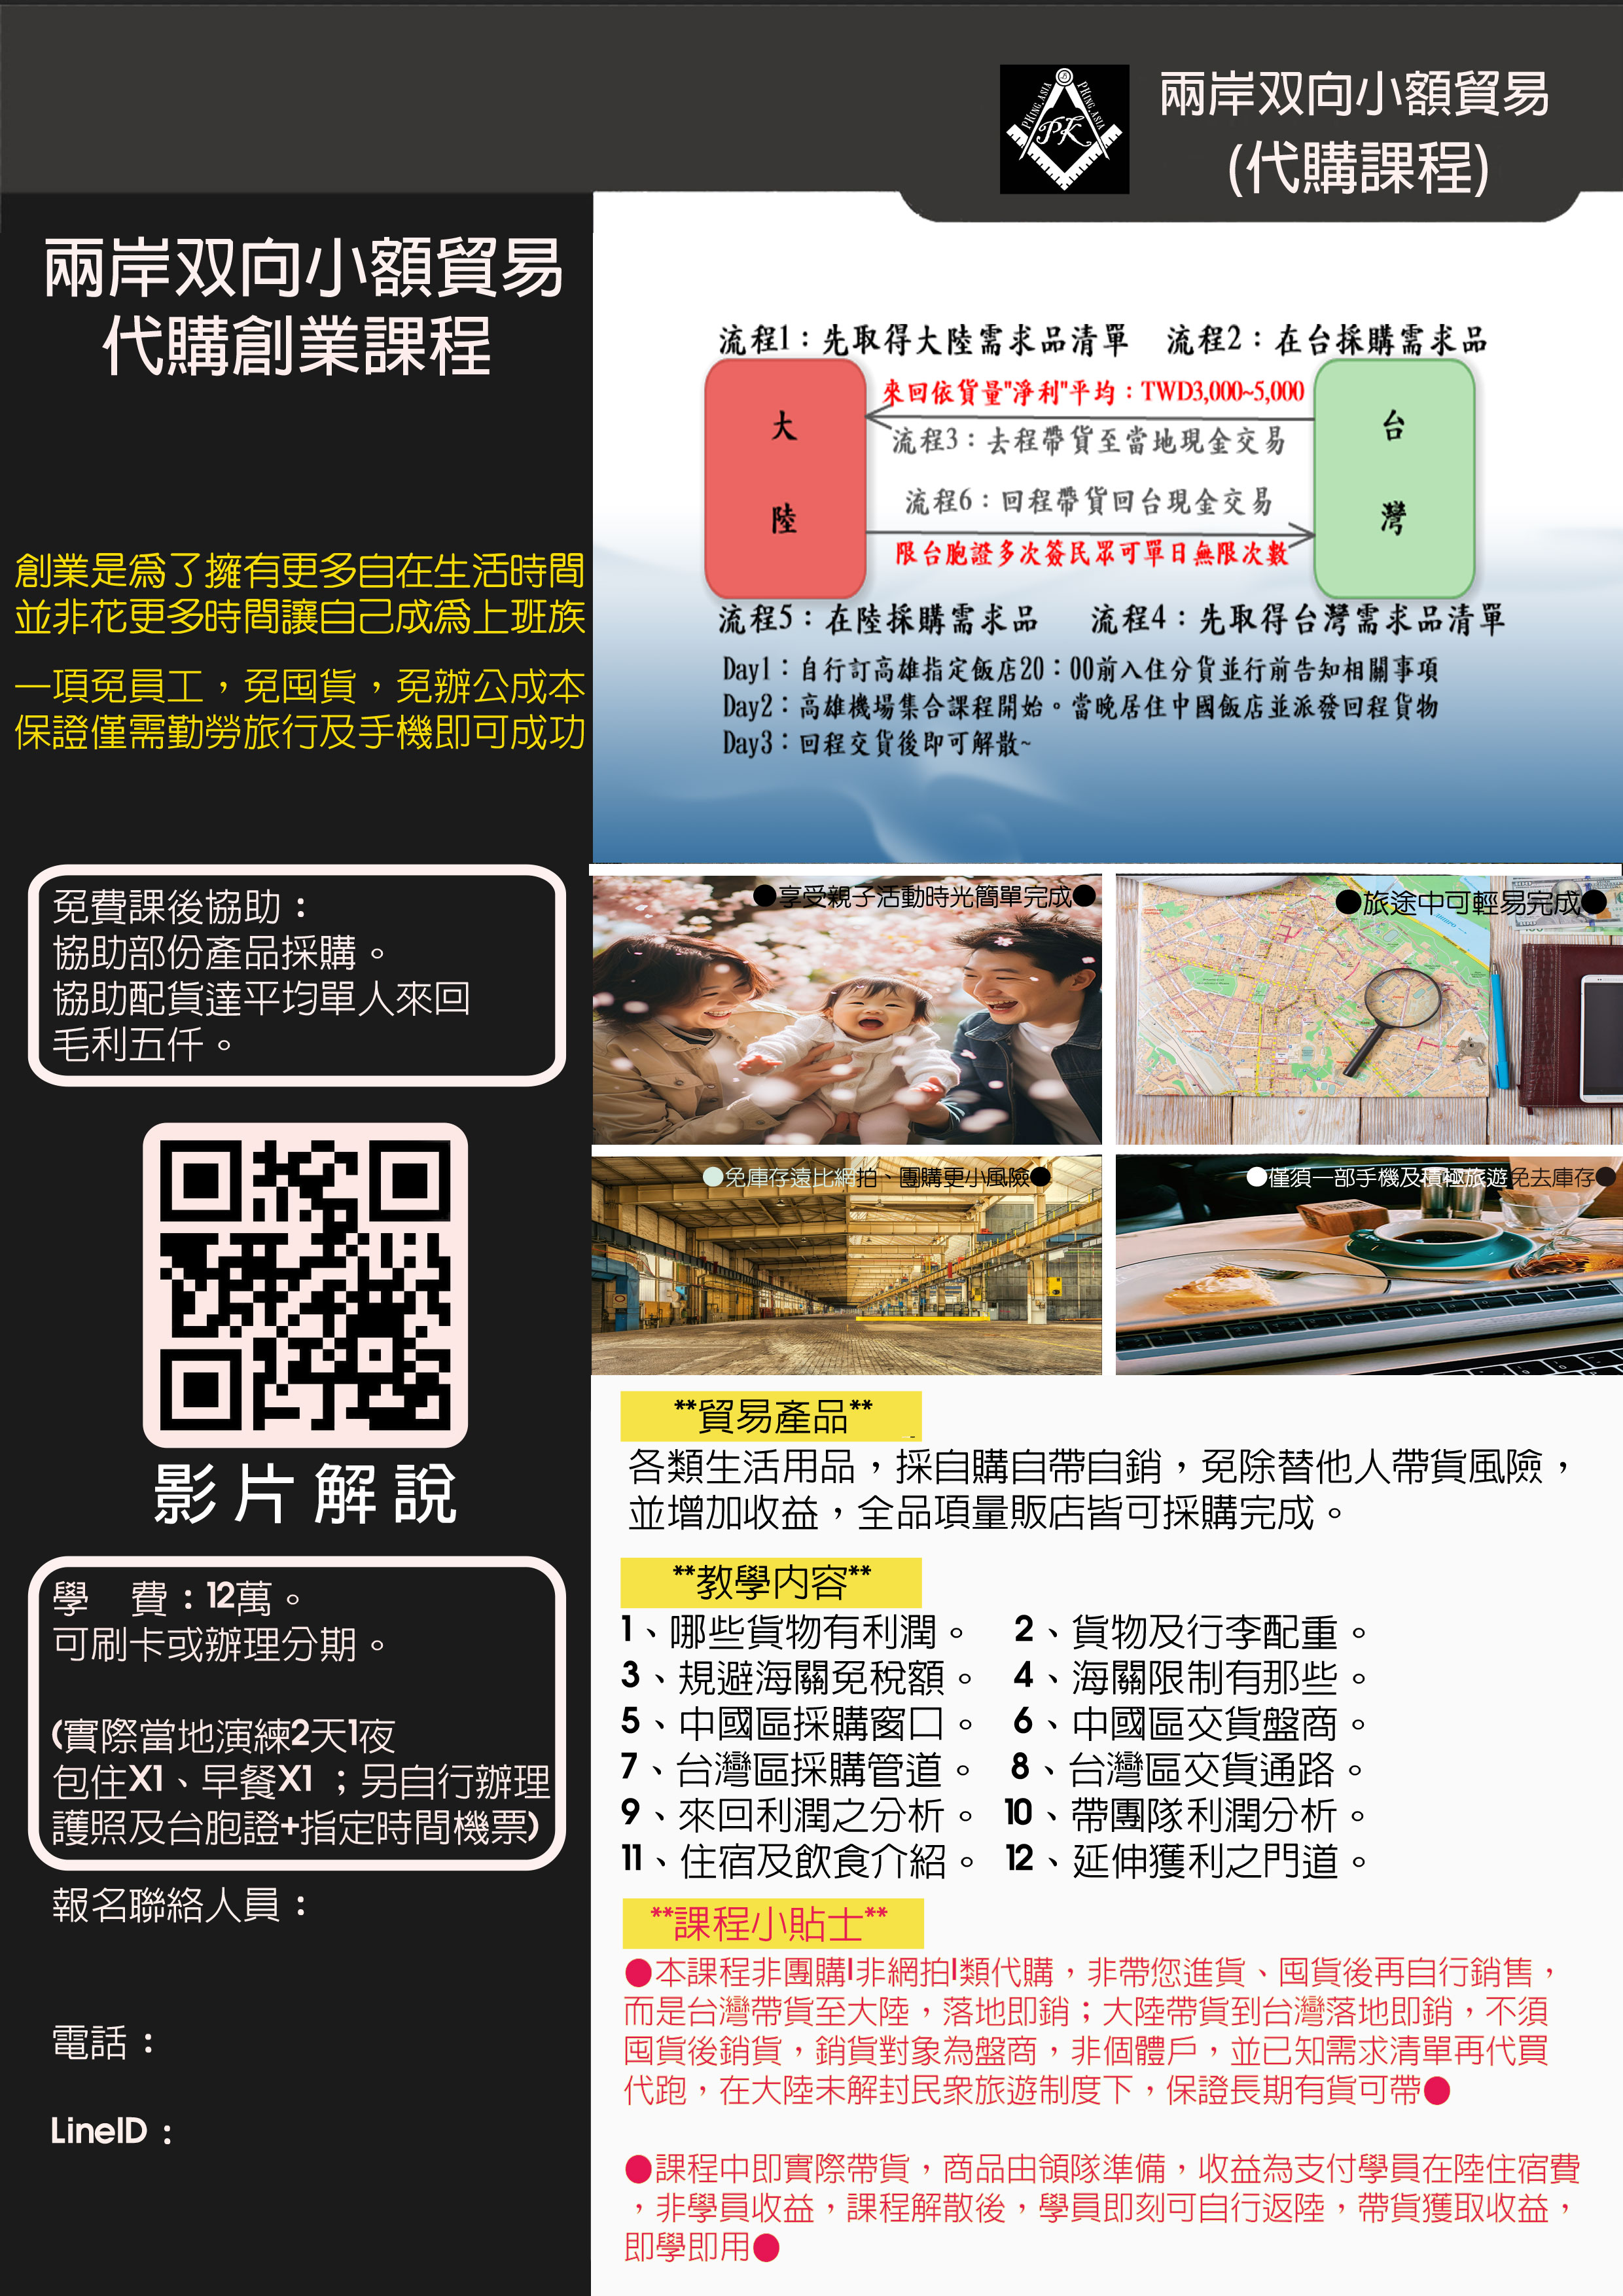 PHING.ASIA PHING.ASIA
PK
兩岸双向小額貿易
(代購課程)
兩岸双向小額貿易
代購創業課程
創業是為了擁有更多自在生活時間
並非花更多時間讓自己成為上班族
一項免員工，免囤貨，免辦公成本
保證僅需勤勞旅行及手機即可成功
免費課後協助：
協助部份產品採購。
協助配貨達平均單人來回
毛利五仟。
影片解說
學　費：12萬。
可刷卡或辦理分期。
(實際當地演練2天1夜
包住X1、早餐X1；另自行辦理
護照及台胞證+指定時間機票)
報名聯絡人員：
電話：
LineID：
流程1：先取得大陸需求品清單　流程2：在台採購需求品
大陸
台灣
來回依貨量"淨利"平均：TWD3,000~5,000
流程3：去程帶貨至當地現金交易
流程6：回程帶貨回台現金交易
限台胞證多次簽民眾可單日無限次數
流程5：在陸採購需求品　流程4：先取得台灣需求品清單
Day1：自行訂高雄指定飯店20：00前入住分貨並行前告知相關事項
Day2：高雄機場集合課程開始。當晚居住中國飯店並派發回程貨物
Day3：回程交貨後即可解散~
●享受親子活動時光簡單完成●
●旅途中可輕易完成●
●免庫存遠比網拍、團購更小風險●
●僅須一部手機及積極旅遊免去庫存●
**貿易產品**
各類生活用品，採自購自帶自銷，免除替他人帶貨風險，
並增加收益，全品項量販店皆可採購完成。
**教學內容**
1、哪些貨物有利潤。　2、貨物及行李配重。
3、規避海關免稅額。　4、海關限制有那些。
5、中國區採購窗口。　6、中國區交貨盤商。
7、台灣區採購管道。　8、台灣區交貨通路。
9、來回利潤之分析。　10、帶團隊利潤分析。
11、住宿及飲食介紹。　12、延伸獲利之門道。
**課程小貼士**
●本課程非團購|非網拍|類代購，非帶您進貨、囤貨後再自行銷售，
而是台灣帶貨至大陸，落地即銷；大陸帶貨到台灣落地即銷，不須
囤貨後銷貨，銷貨對象為盤商，非個體戶，並已知需求清單再代買
代跑，在大陸未解封民衆旅遊制度下，保證長期有貨可帶●
●課程中即實際帶貨，商品由領隊準備，收益為支付學員在陸住宿費
，非學員收益，課程解散後，學員即刻可自行返陸，帶貨獲取收益，
即學即用●